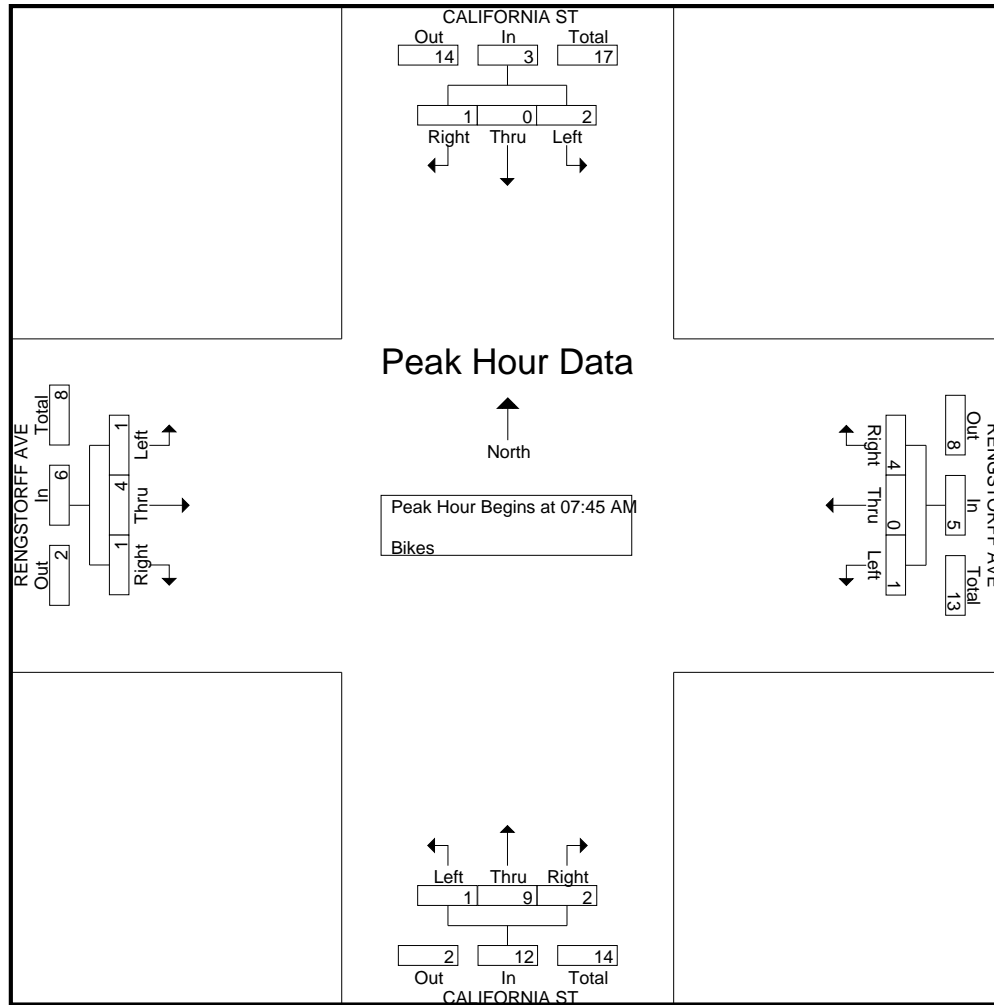 CALIFORNIA ST
Out In Total
14 3 17
1 0 2
Right Thru Left
Peak Hour Data
North
Peak Hour Begins at 07:45 AM
Bikes
RENGSTORFF AVE
Out In Total
2 6 8
Left Thru Right
1 4 1
RENGSTORFF AVE
Out In Total
8 5 13
Right Thru Left
4 0 1
Left Thru Right
1 9 2
2 12 14
Out In Total
CALIFORNIA ST